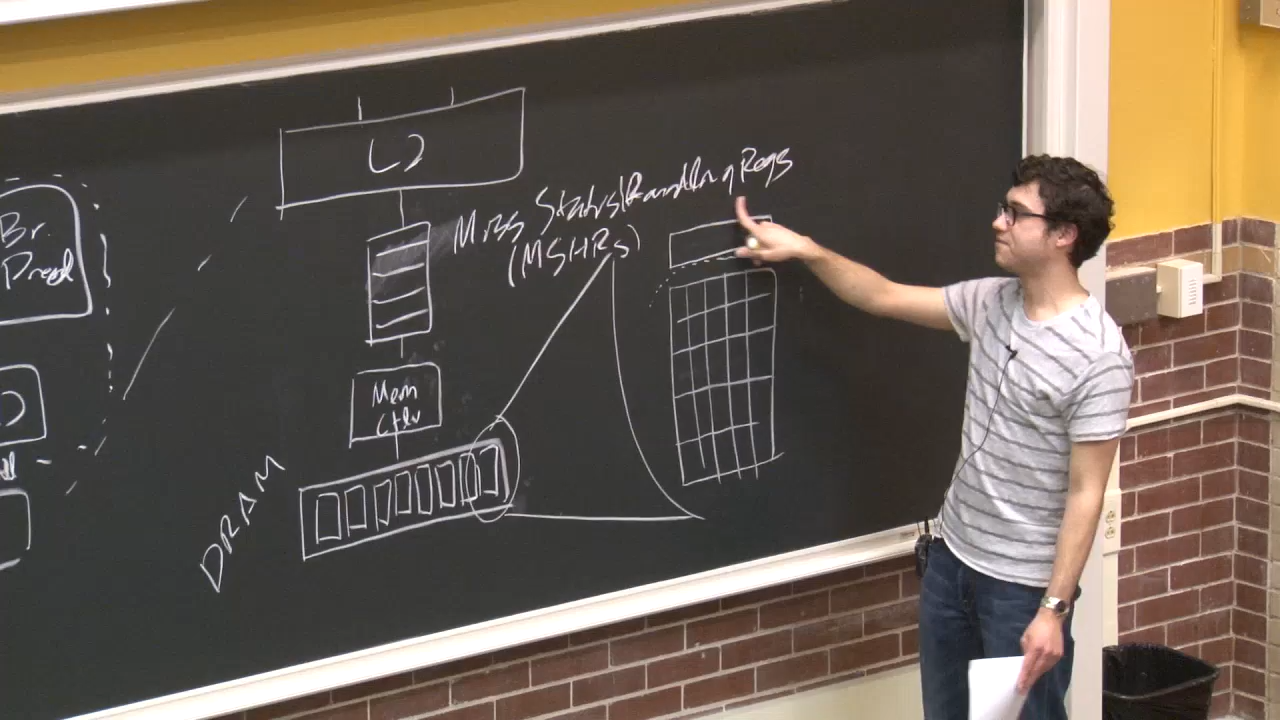 Br.
Pred
L2
Miss Status/Handling Regs
(MSHRs)
Mem
Ctlr
DRAM